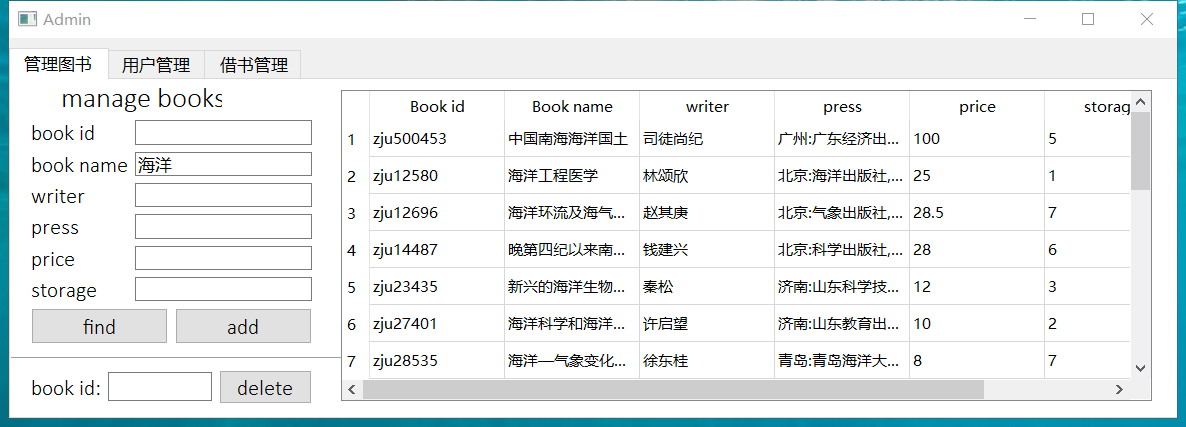 Admin
管理图书 用户管理 借书管理
manage books
book id
book name 海洋
writer
press
price
storage
find add
book id: delete
Book id Book name writer press price storag
1 zju500453 中国南海海洋国土 司徒尚纪 广州:广东经济出... 100 5
2 zju12580 海洋工程医学 林颂欣 北京:海洋出版社,... 25 1
3 zju12696 海洋环流及海气... 赵其庚 北京:气象出版社,... 28.5 7
4 zju14487 晚第四纪以来南... 钱建兴 北京:科学出版社,... 28 6
5 zju23435 新兴的海洋生物... 秦松 济南:山东科学技... 12 3
6 zju27401 海洋科学和海洋... 许启望 济南:山东教育出... 10 2
7 zju28535 海洋—气象变化... 徐东桂 青岛:青岛海洋大... 8 7